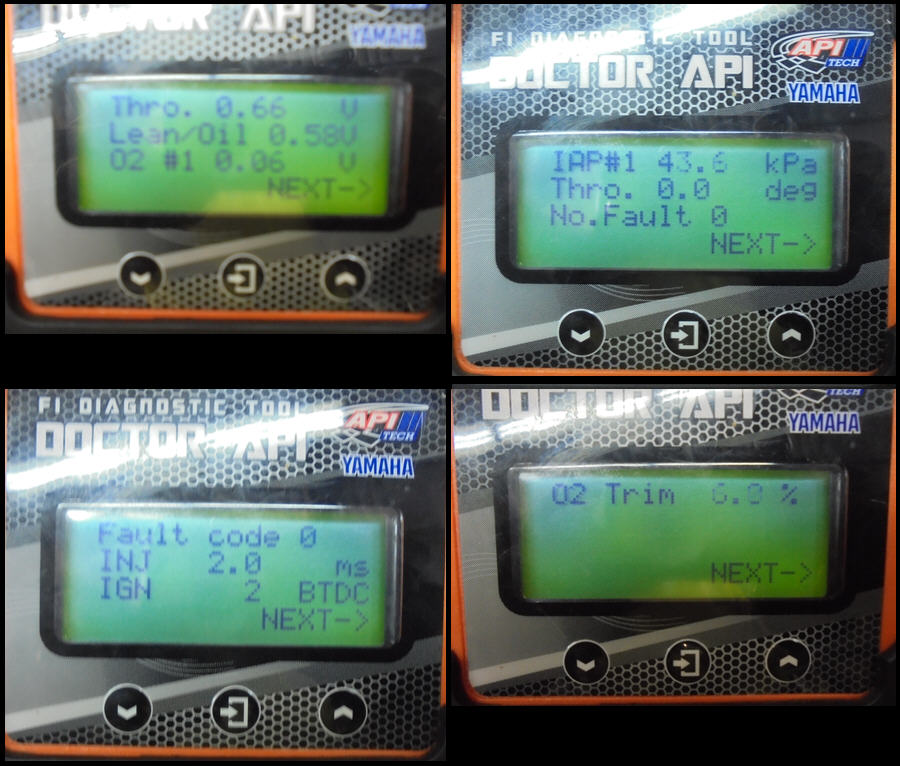 DOCTOR API
YAMAHA
Thro. 0.66 V
Lean/Oil 0.58V
O2 #1 0.06 V
NEXT->
FI DIAGNOSTIC TOOL
DOCTOR API
API TECH
YAMAHA
IAP#1 43.6 kPa
Thro. 0.0 deg
No.Fault 0
NEXT->
FI DIAGNOSTIC TOOL
DOCTOR API
API TECH
YAMAHA
Fault code 0
INJ 2.0 ms
IGN 2 BTDC
NEXT->
DOCTOR API
TECH
YAMAHA
O2 Trim %
NEXT->